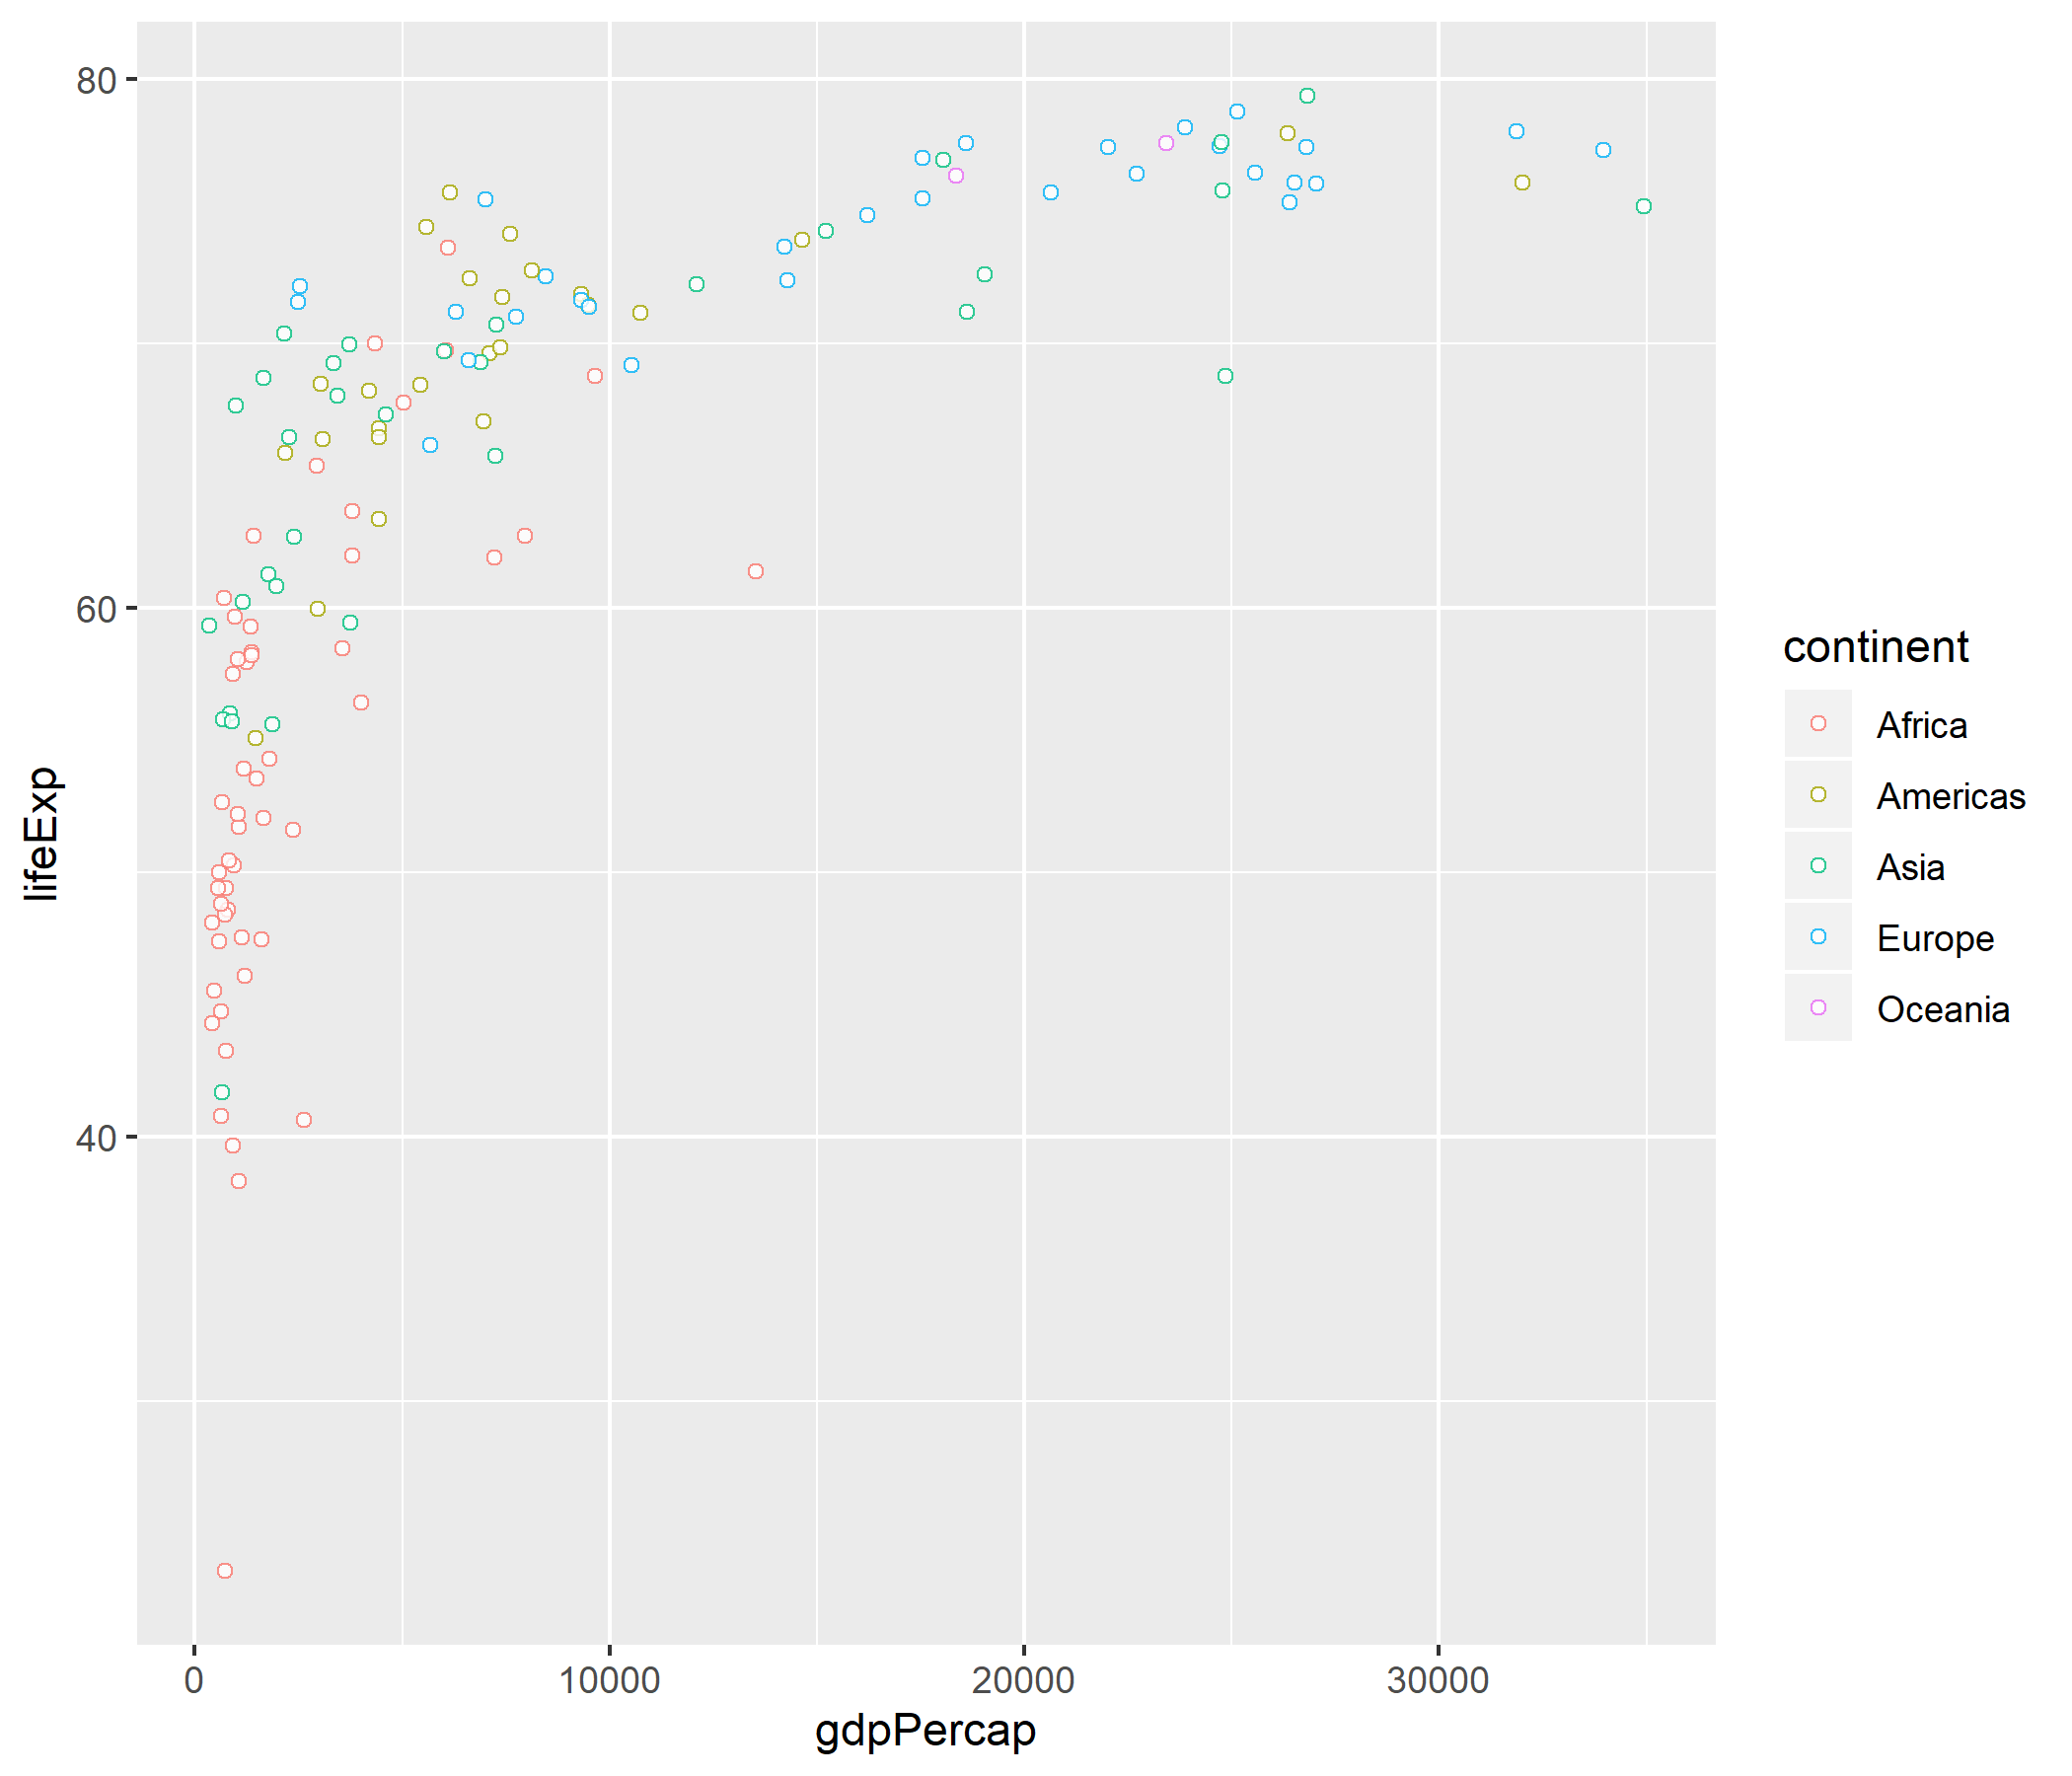 80
60
40
lifeExp
0 10000 20000 30000
gdpPercap
continent
Africa
Americas
Asia
Europe
Oceania